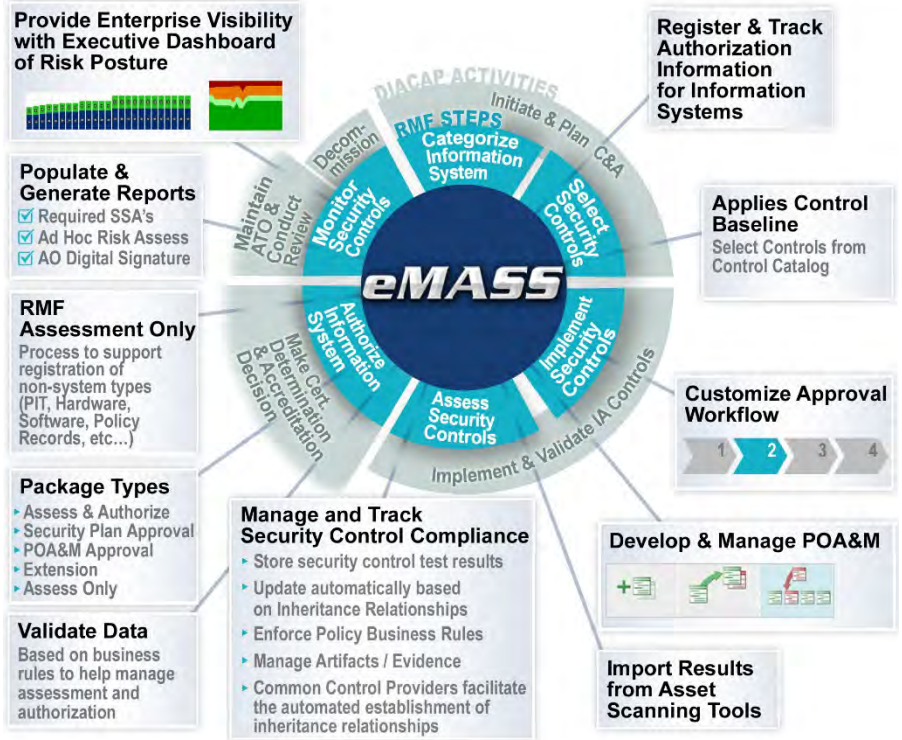 Provide Enterprise Visibility
with Executive Dashboard
of Risk Posture
Populate &
Generate Reports
Required SSA's
Ad Hoc Risk Assess
AO Digital Signature
RMF
Assessment Only
Process to support
registration of
non-system types
(PIT, Hardware,
Software, Policy
Records, etc...)
Package Types
Assess & Authorize
Security Plan Approval
POA&M Approval
Extension
Assess Only
Validate Data
Based on business
rules to help manage
assessment and
authorization
DIACAP ACTIVITIES
Initiate & Plan C&A
Implement & Validate IA Controls
Make Cert.
Determination
& Accreditation
Decision
Maintain
ATO &
Conduct
Review
Decom-
mission
RMF STEPS
Categorize
Information
System
Select
Security
Controls
Implement
Security
Controls
Assess
Security
Controls
Authorize
Information
System
Monitor
Security
Controls
eMASS
Manage and Track
Security Control Compliance
Store security control test results
Update automatically based
on Inheritance Relationships
Enforce Policy Business Rules
Manage Artifacts / Evidence
Common Control Providers facilitate
the automated establishment of
inheritance relationships
Register & Track
Authorization
Information
for Information
Systems
Applies Control
Baseline
Select Controls from
Control Catalog
Customize Approval
Workflow
1 2 3 4
Develop & Manage POA&M
Import Results
from Asset
Scanning Tools